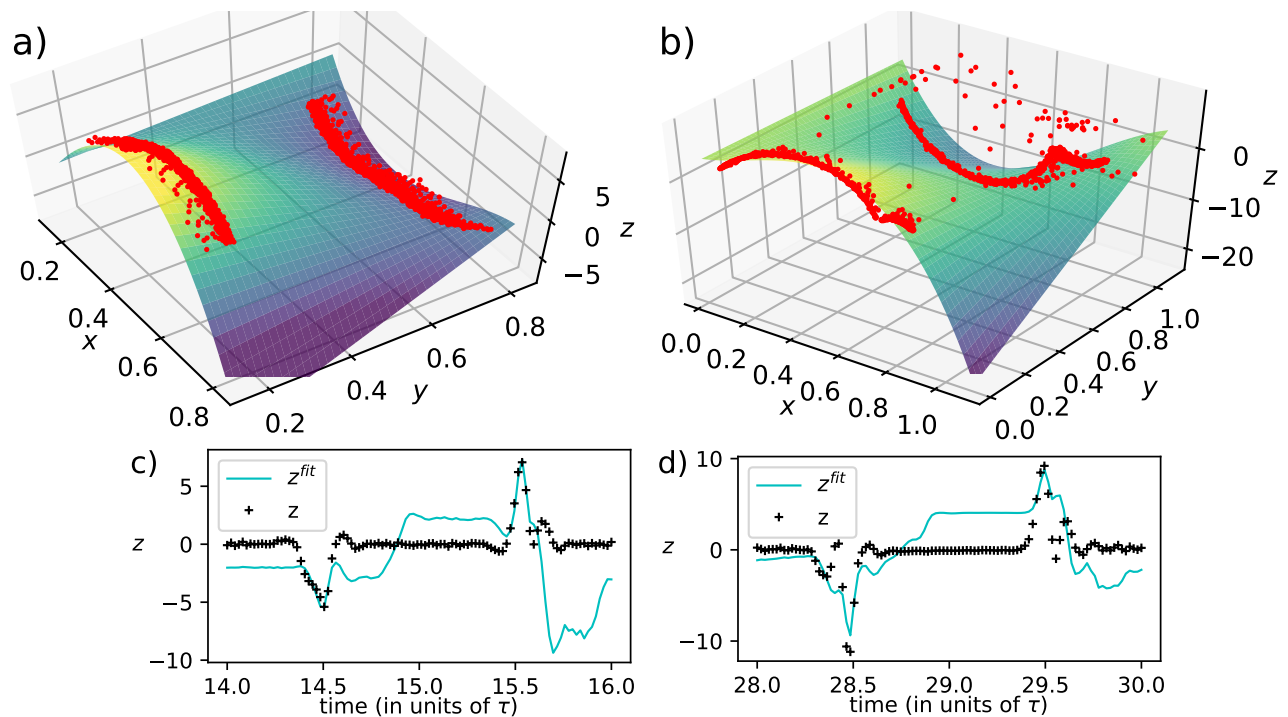 a)
5
0
−5
z
0.2
0.4
0.6
0.8
x
0.2
0.4
0.6
0.8
y
b)
0
−10
−20
z
0.0
0.2
0.4
0.6
0.8
1.0
x
0.0
0.2
0.4
0.6
0.8
1.0
y
c)
z^{fit}
z
5
0
−5
−10
z
14.0
14.5
15.0
15.5
16.0
time (in units of τ)
d)
z^{fit}
z
10
0
−10
z
28.0
28.5
29.0
29.5
30.0
time (in units of τ)